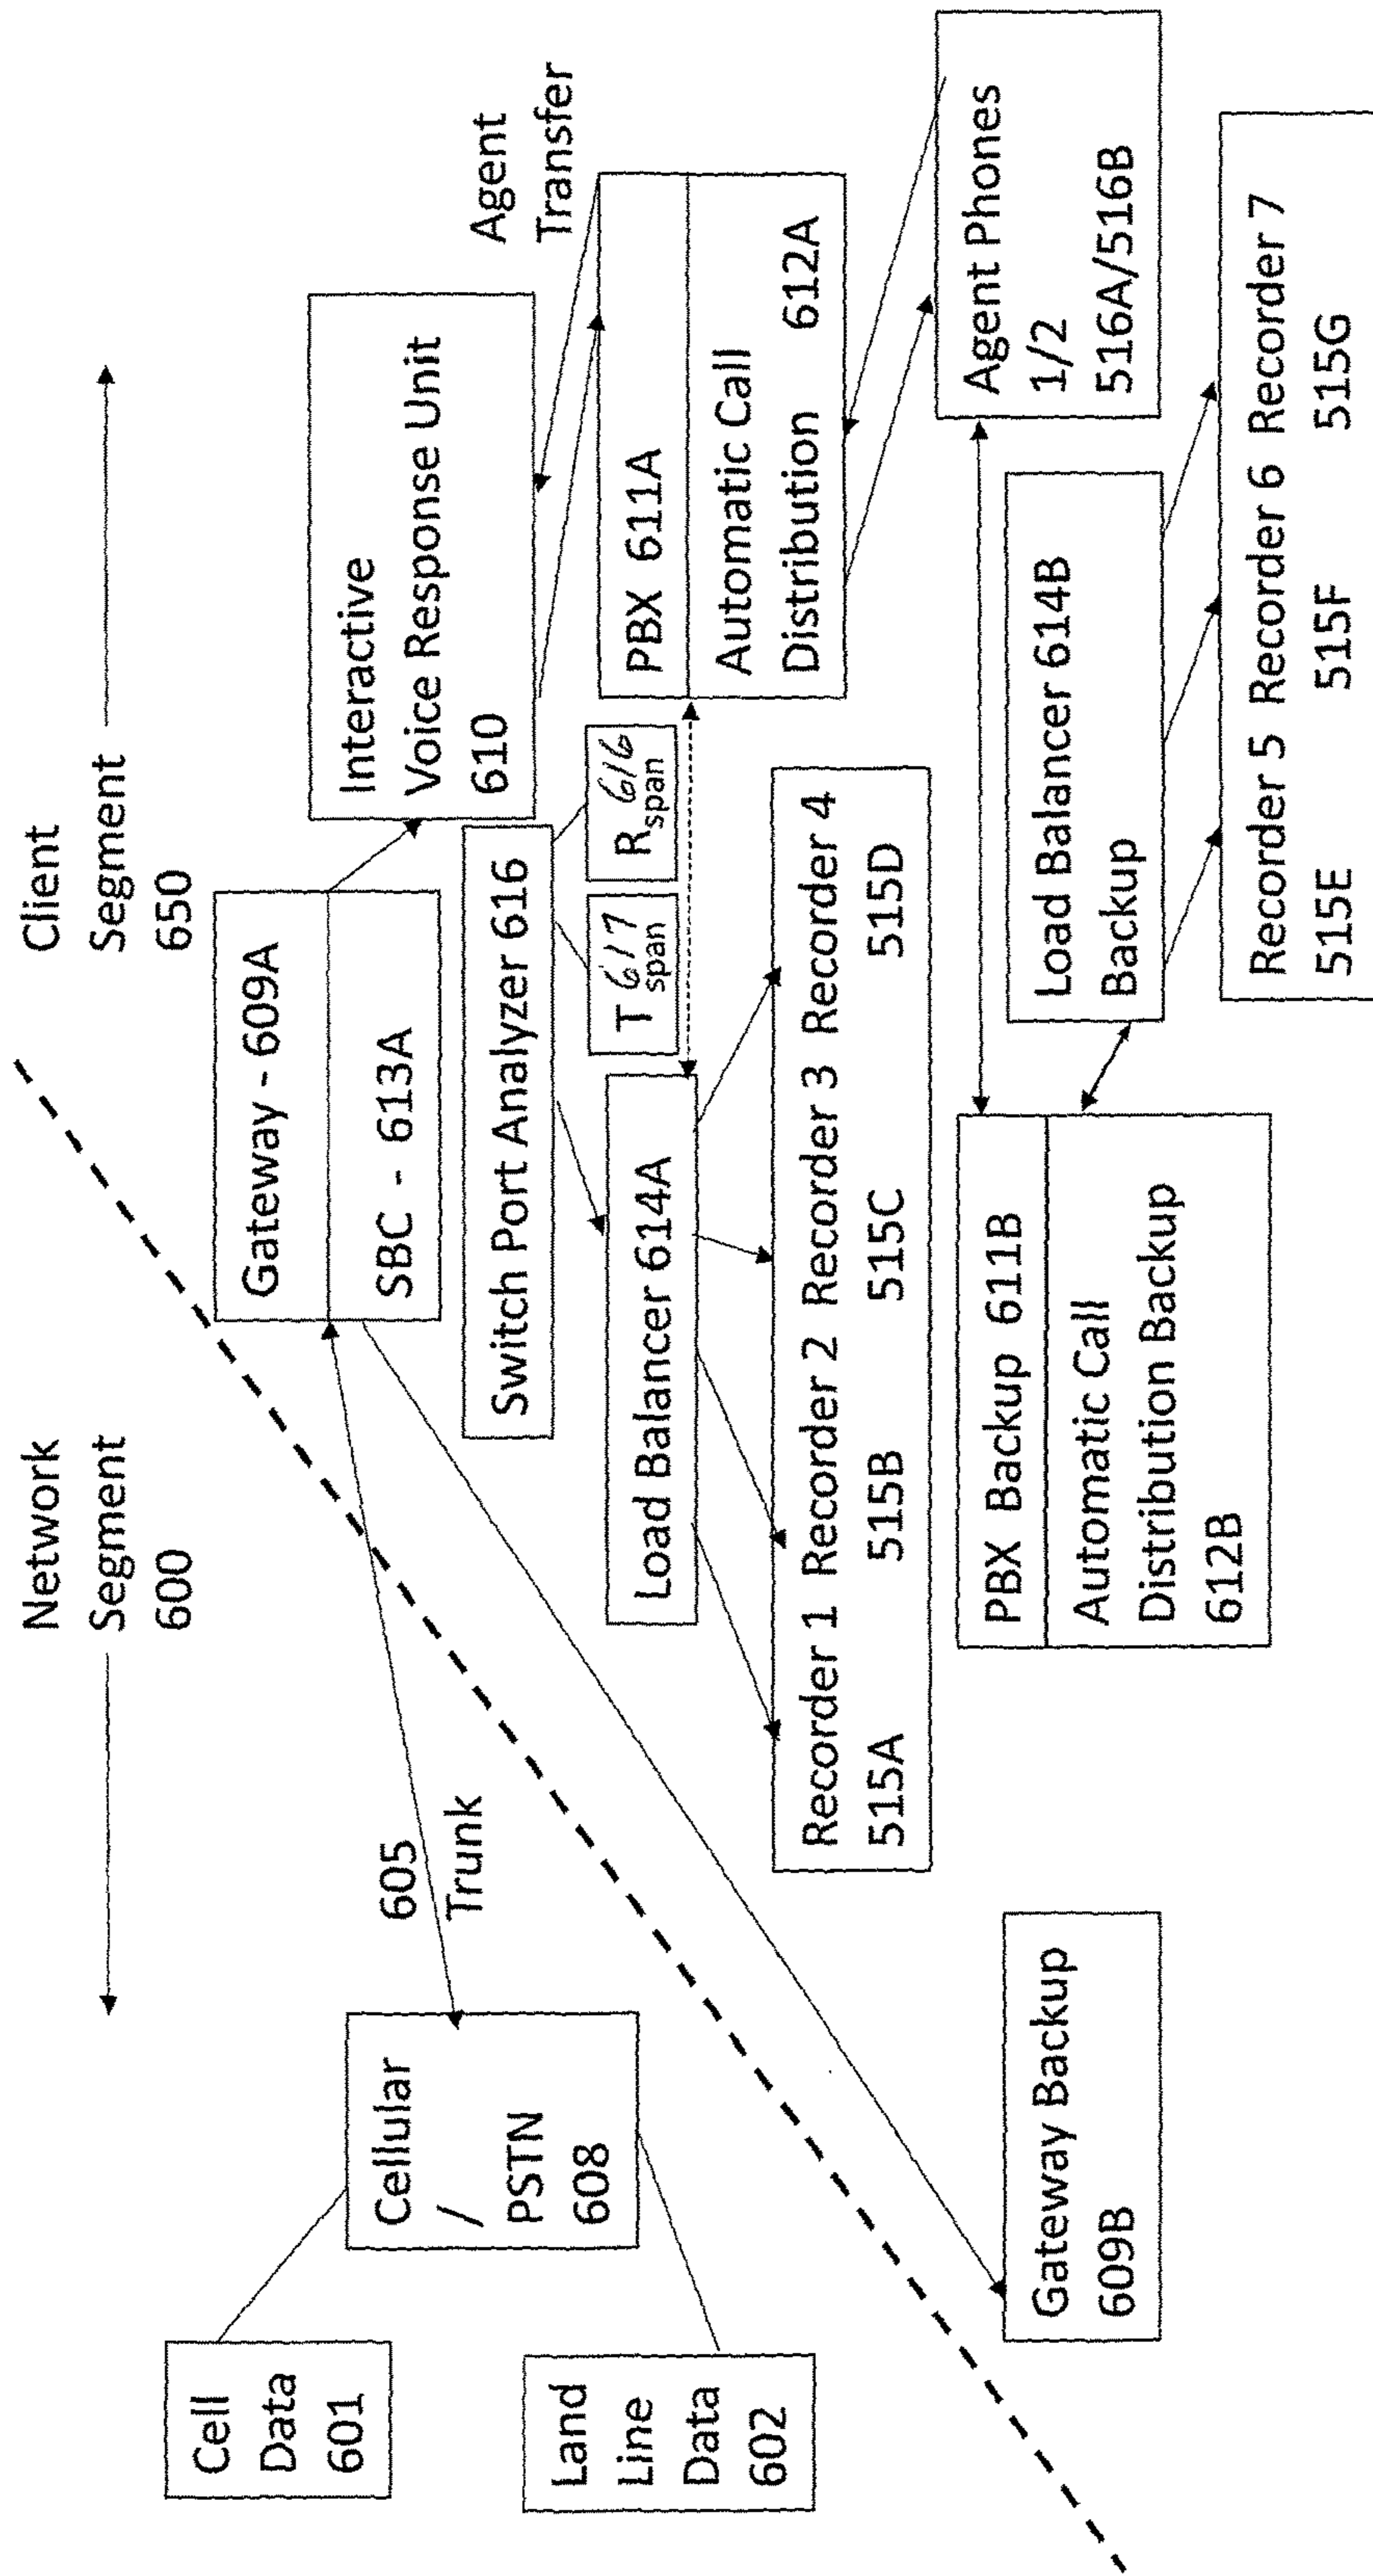 Network
Segment
600
Client
Segment
650
Cell
Data
601
Land
Line
Data
602
Cellular
/
PSTN
608
605
Trunk
Gateway - 609A
SBC - 613A
Interactive
Voice Response Unit
610
Agent
Transfer
Switch Port Analyzer 616
T 617
span
R 616
span
PBX 611A
Automatic Call
Distribution 612A
Load Balancer 614A
Recorder 1 Recorder 2 Recorder 3 Recorder 4
515A 515B 515C 515D
Agent Phones
1/2
516A/516B
Gateway Backup
609B
PBX Backup 611B
Automatic Call
Distribution Backup
612B
Load Balancer 614B
Backup
Recorder 5 Recorder 6 Recorder 7
515E 515F 515G